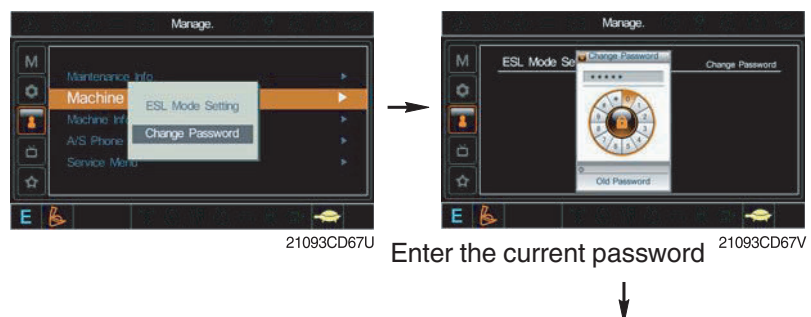 Manage.
M
Maintenance Info.
Machine
Machine Info
A/S Phone
Service Menu
ESL Mode Setting
Change Password
E
21093CD67U
Manage.
M
ESL Mode Se
Change Password
Change Password
*****
Old Password
E
21093CD67V
Enter the current password